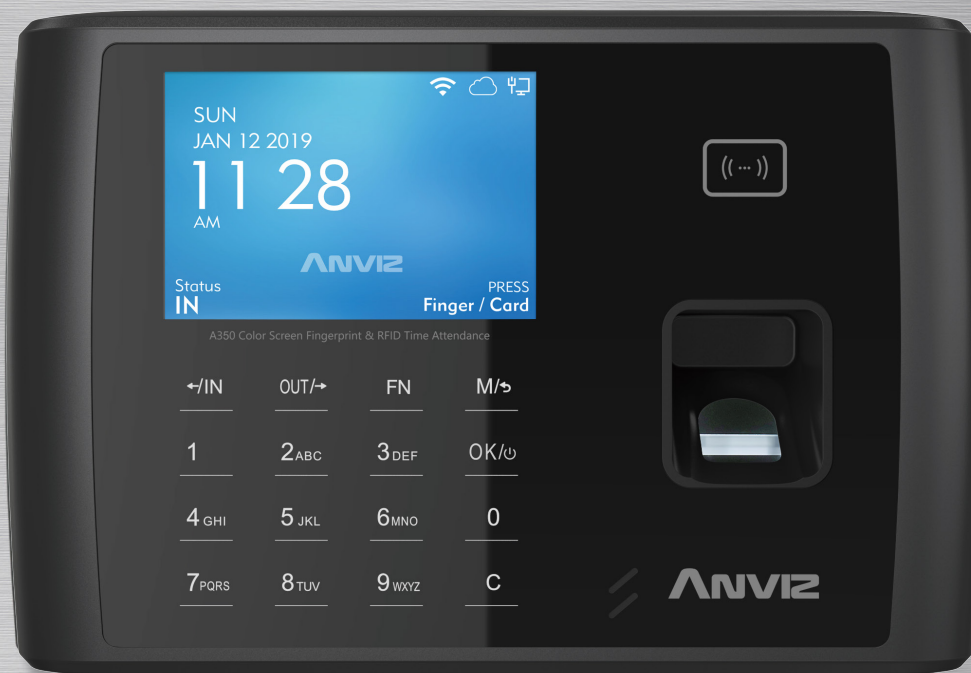 SUN
JAN 12 2019
11 28
AM
ANVIZ
Status
IN
PRESS
Finger / Card
A350 Color Screen Fingerprint & RFID Time Attendance
←/IN OUT/→ FN M/↩
1 2ABC 3DEF OK/⏻
4GHI 5JKL 6MNO 0
7PQRS 8TUV 9WXYZ C
ANVIZ